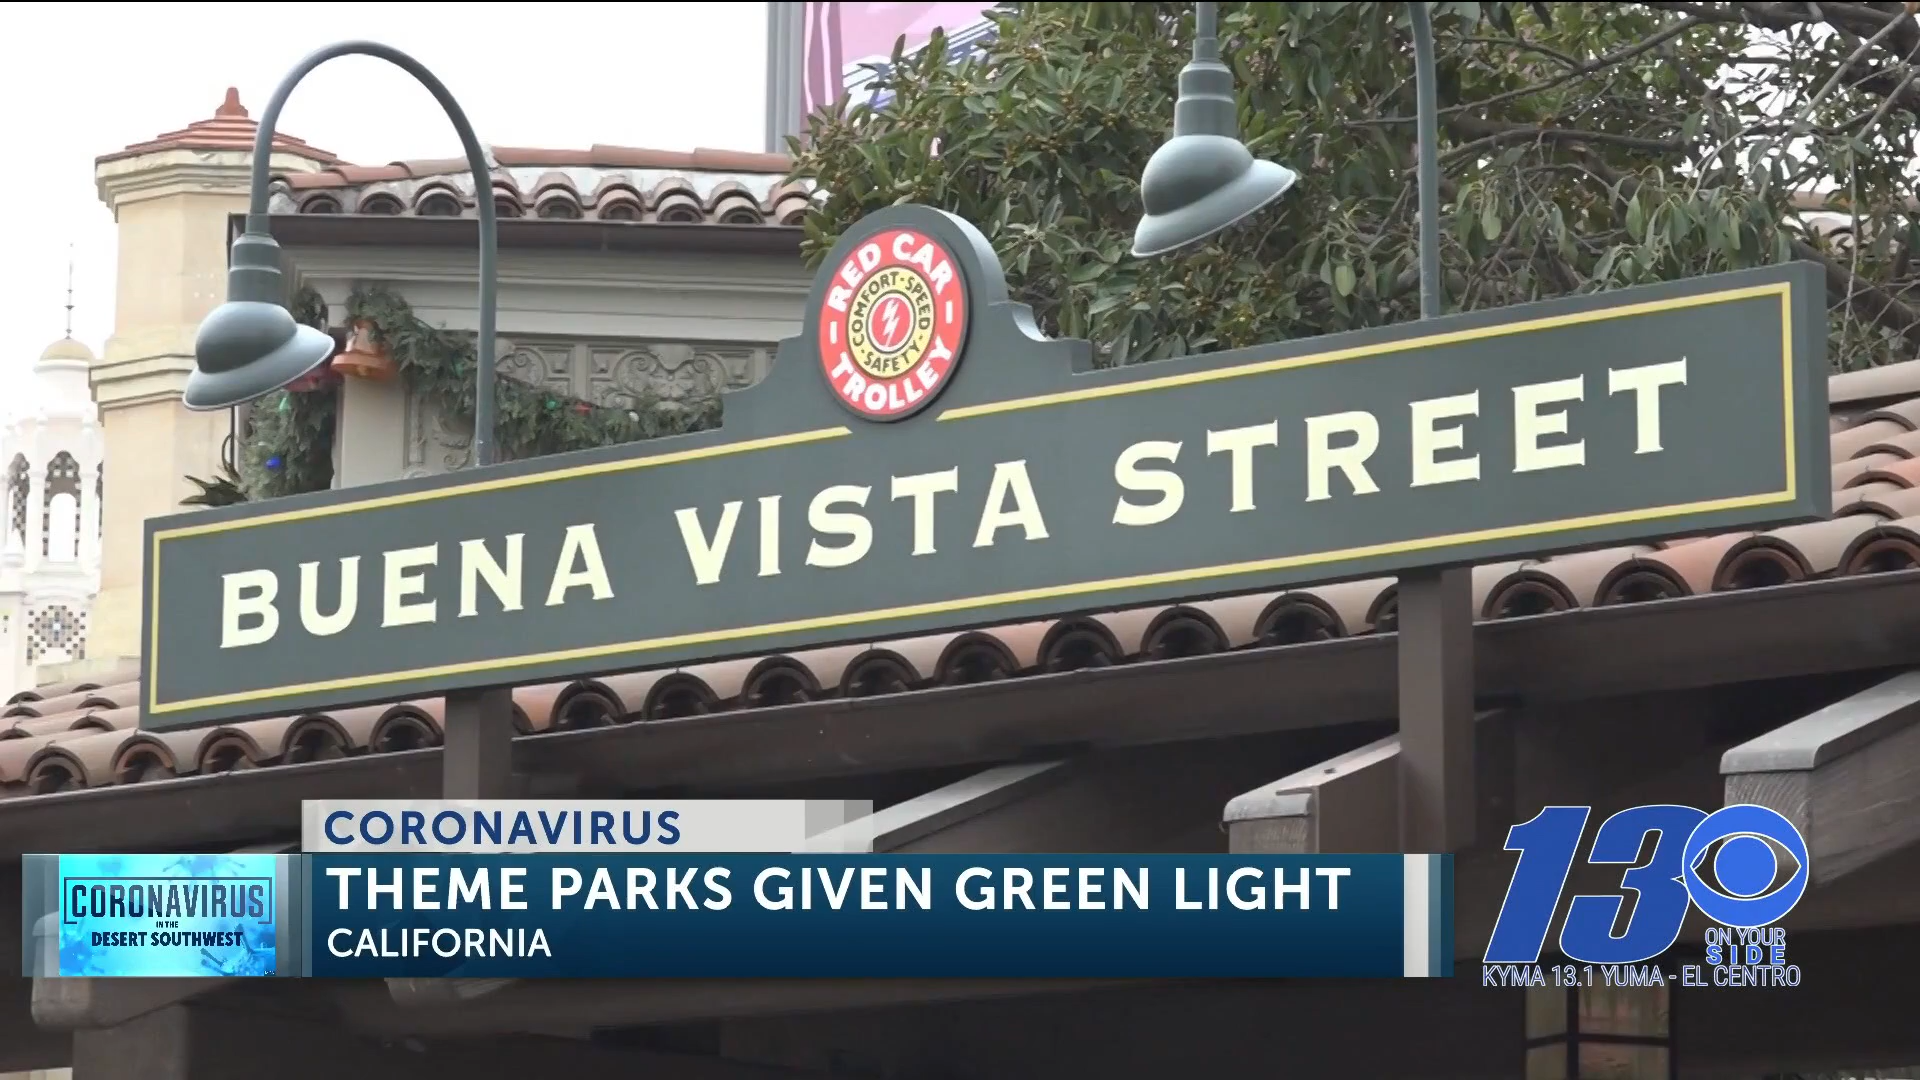 RED CAR
TROLLEY
COMFORT-SPEED
-SAFETY-
BUENA VISTA STREET
CORONAVIRUS
THEME PARKS GIVEN GREEN LIGHT
CALIFORNIA
CORONAVIRUS
IN THE
DESERT SOUTHWEST
13
ON YOUR
SIDE
KYMA 13.1 YUMA - EL CENTRO